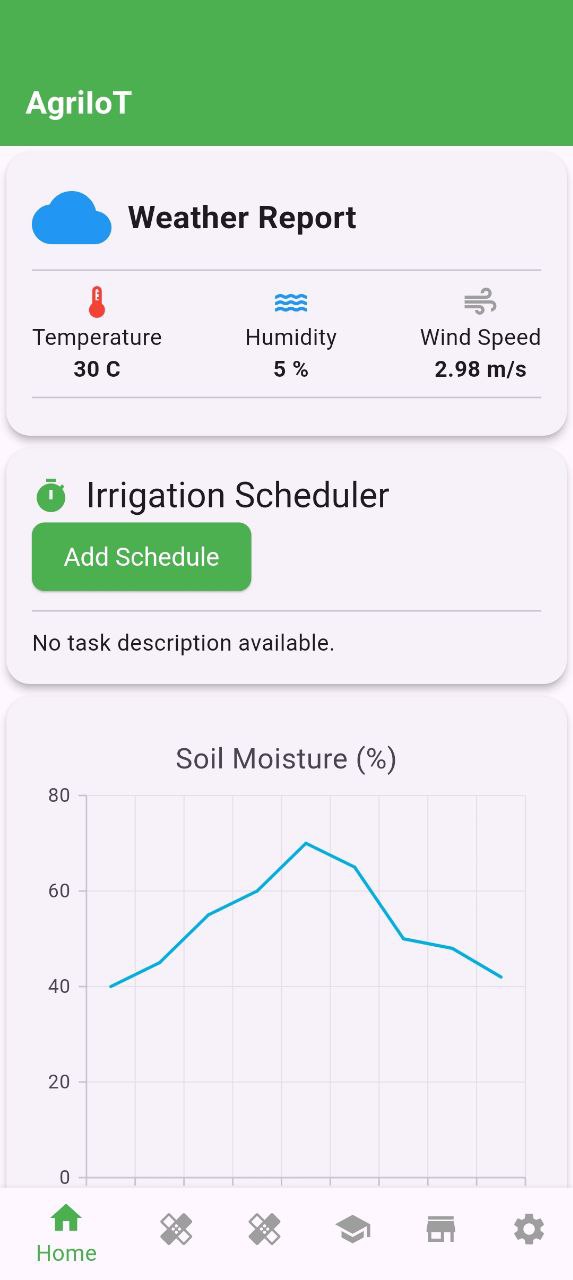 AgriIoT
Weather Report
Temperature Humidity Wind Speed
30 C 5 % 2.98 m/s
Irrigation Scheduler
Add Schedule
No task description available.
Soil Moisture (%)
80
60
40
20
0
Home